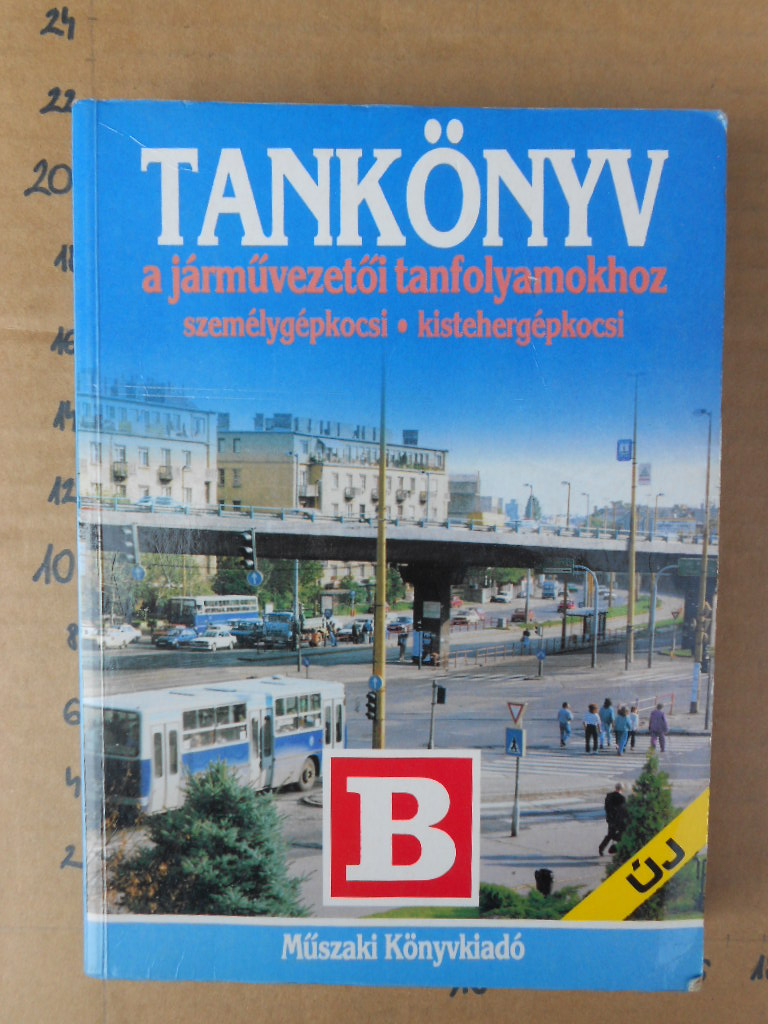 24
22
TANKÖNYV
20
a járművezetői tanfolyamokhoz
18
személygépkocsi • kistehergépkocsi
16
14
12
10
8
6
4
B
ÚJ
2
Műszaki Könyvkiadó